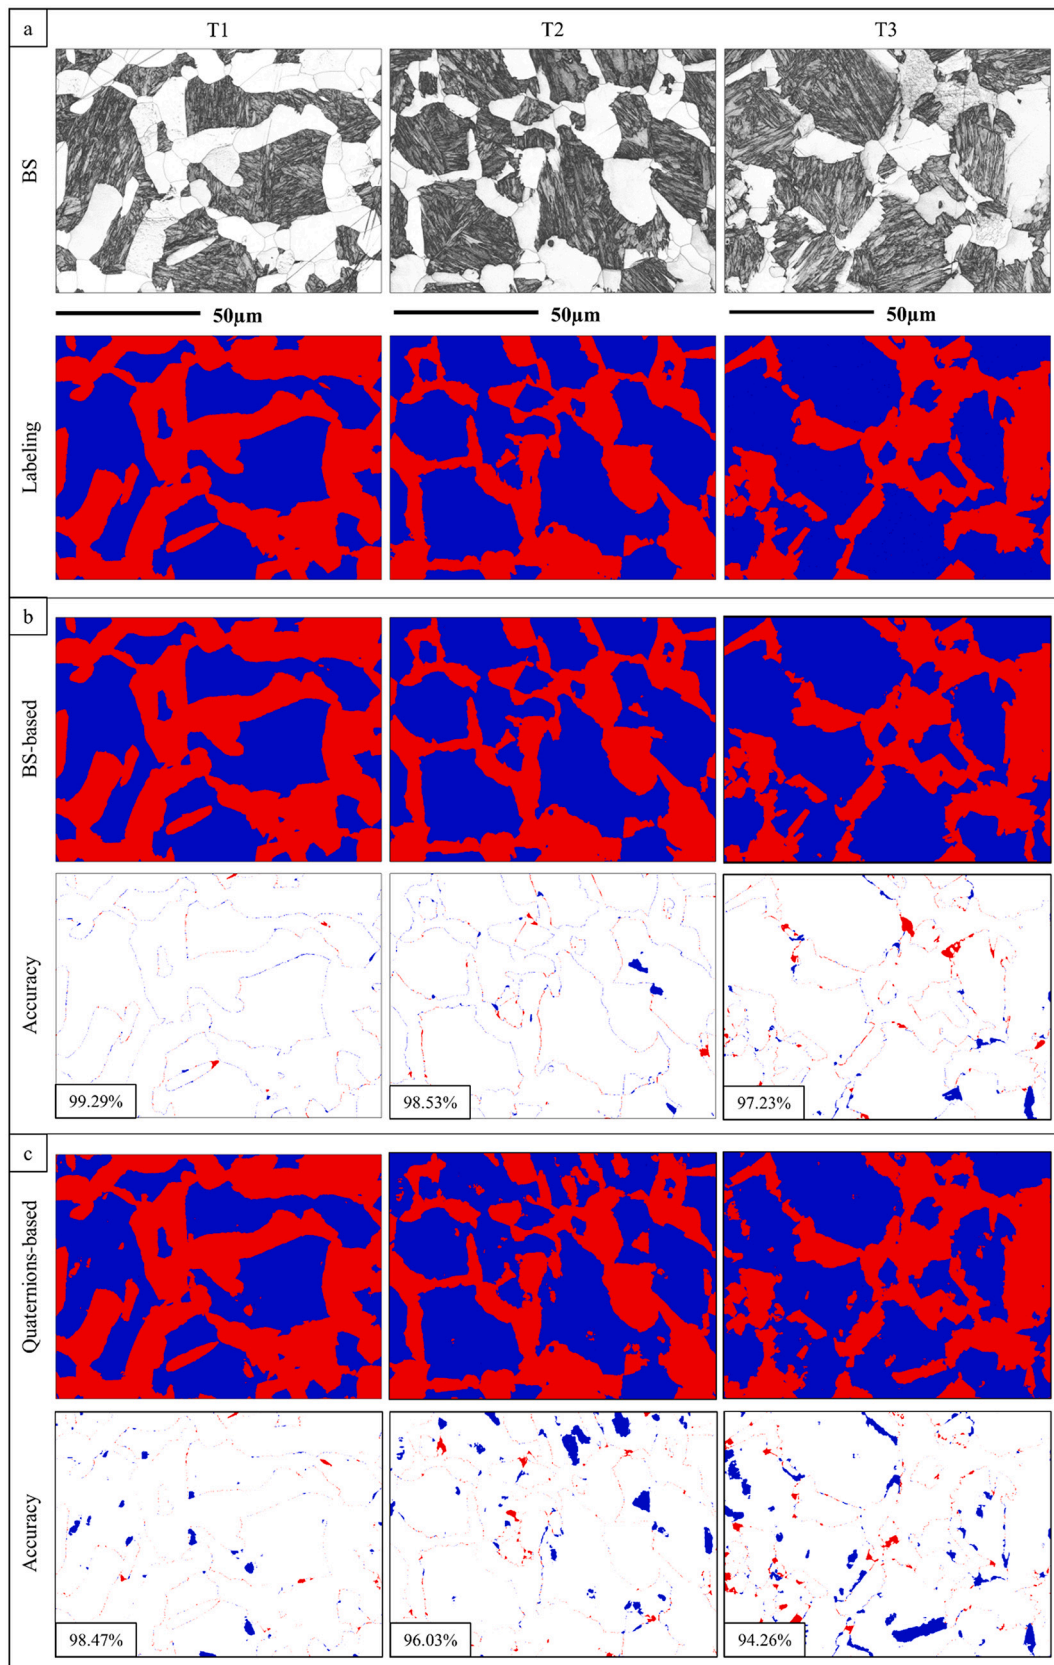 a
T1
T2
T3
BS
50µm
50µm
50µm
Labeling
b
BS-based
Accuracy
99.29%
98.53%
97.23%
c
Quaternions-based
Accuracy
98.47%
96.03%
94.26%